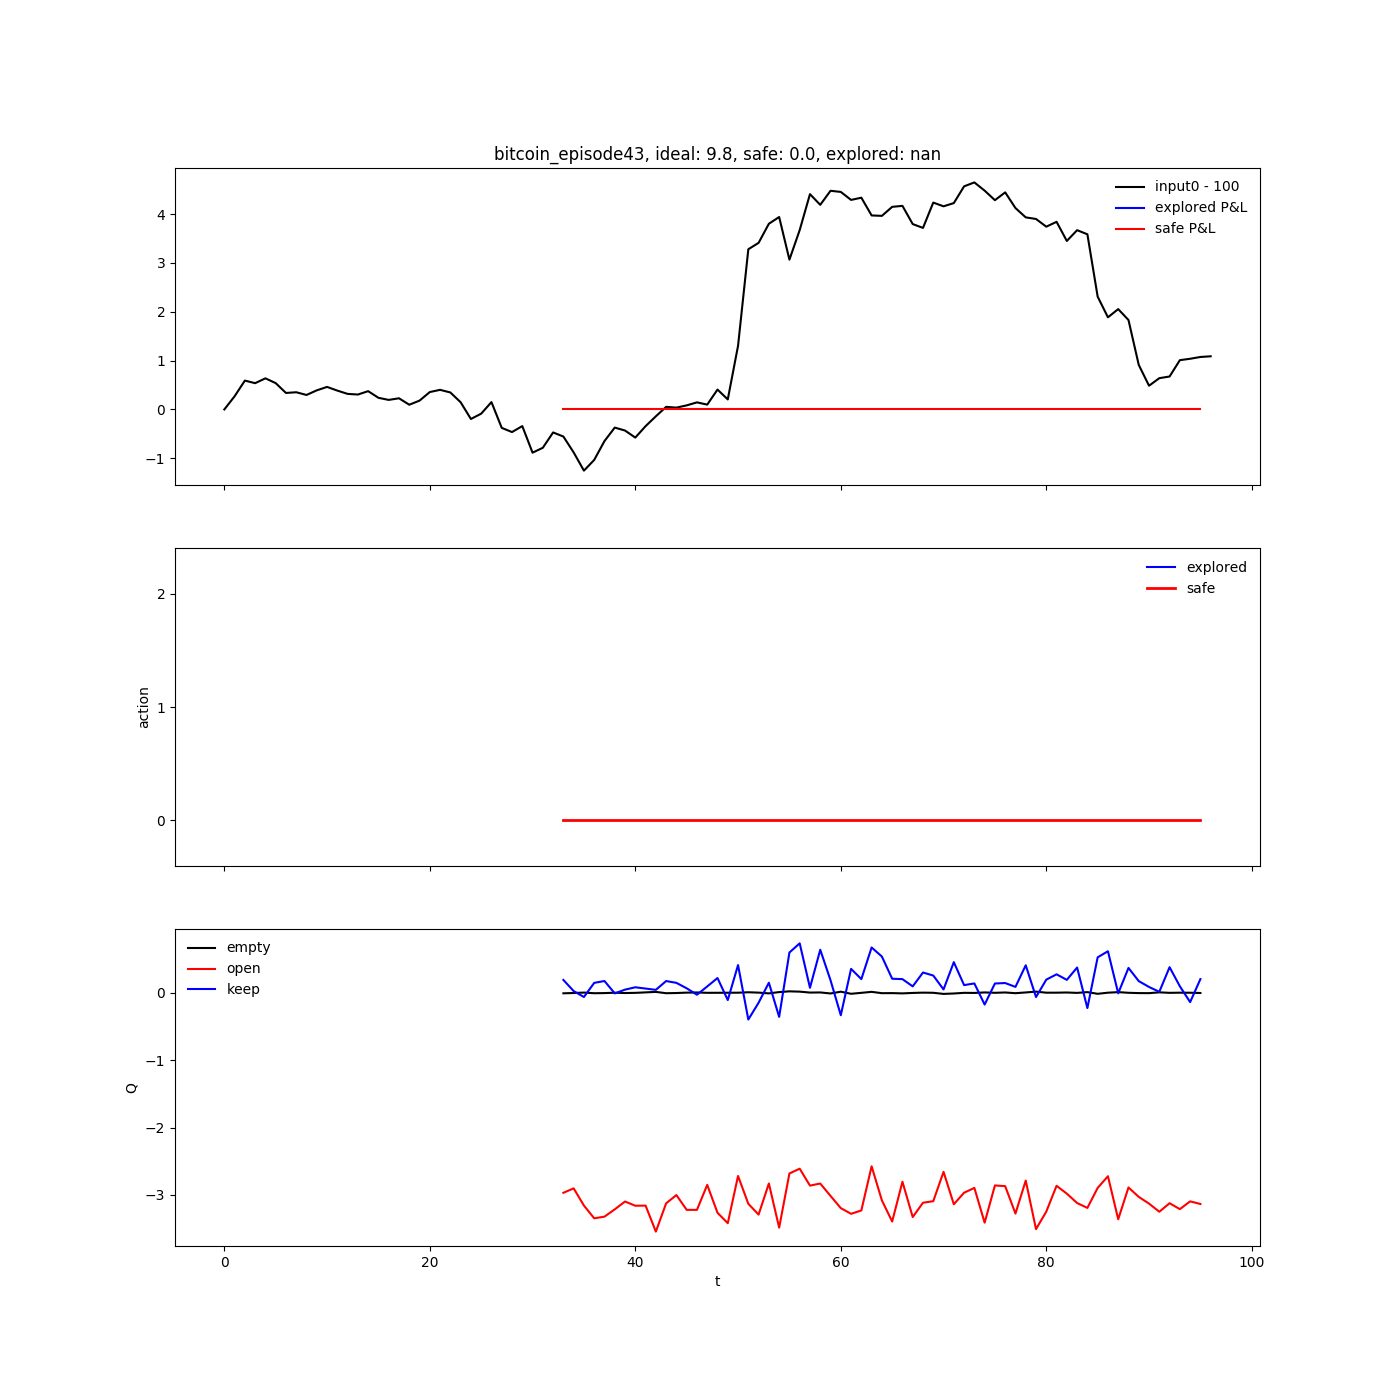 bitcoin_episode43, ideal: 9.8, safe: 0.0, explored: nan
input0 - 100
explored P&L
safe P&L
4
3
2
1
0
−1
explored
safe
action
2
1
0
empty
open
keep
Q
0
−1
−2
−3
0 20 40 60 80 100
t